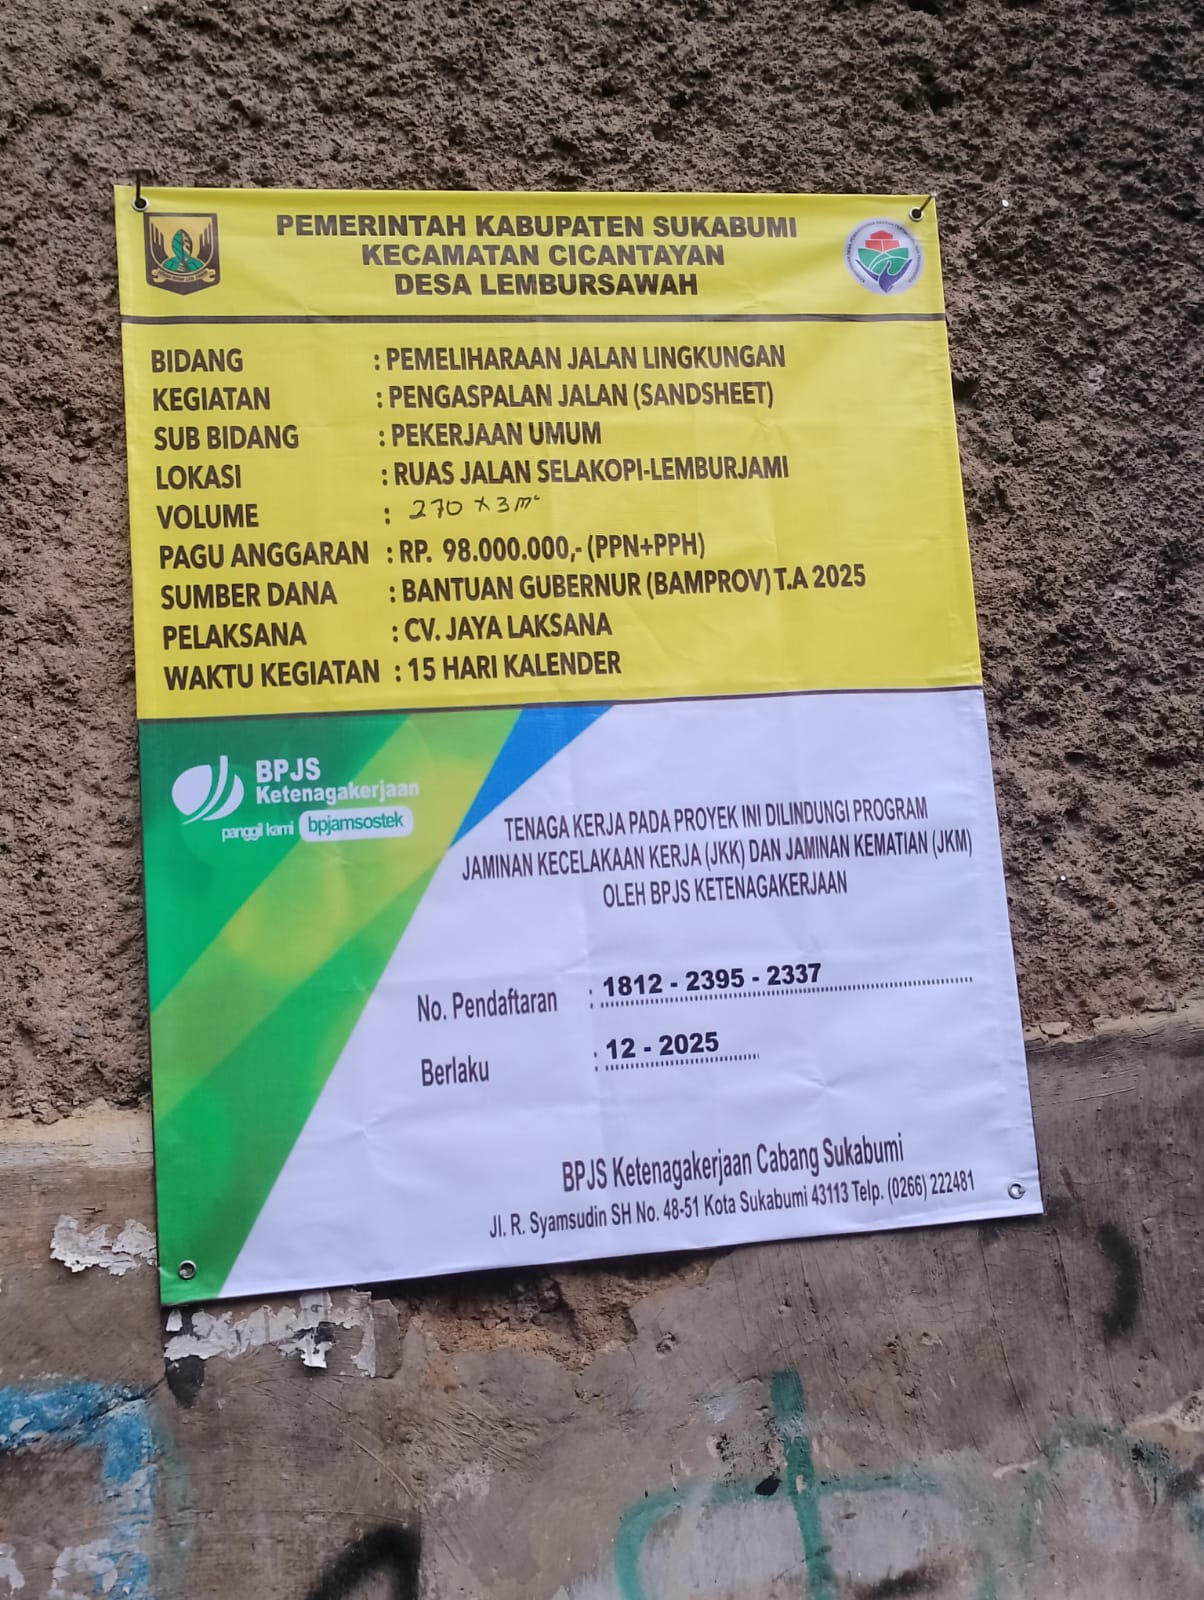 PEMERINTAH KABUPATEN SUKABUMI
KECAMATAN CICANTAYAN
DESA LEMBURSAWAH
BIDANG : PEMELIHARAAN JALAN LINGKUNGAN
KEGIATAN : PENGASPALAN JALAN (SANDSHEET)
SUB BIDANG : PEKERJAAN UMUM
LOKASI : RUAS JALAN SELAKOPI-LEMBURJAMI
VOLUME : 270 x 3 m
PAGU ANGGARAN : RP. 98.000.000,- (PPN+PPH)
SUMBER DANA : BANTUAN GUBERNUR (BAMPROV) T.A 2025
PELAKSANA : CV. JAYA LAKSANA
WAKTU KEGIATAN : 15 HARI KALENDER
BPJS
Ketenagakerjaan
panggil kami bpjamsostek
TENAGA KERJA PADA PROYEK INI DILINDUNGI PROGRAM
JAMINAN KECELAKAAN KERJA (JKK) DAN JAMINAN KEMATIAN (JKM)
OLEH BPJS KETENAGAKERJAAN
No. Pendaftaran : 1812 - 2395 - 2337
Berlaku : 12 - 2025
BPJS Ketenagakerjaan Cabang Sukabumi
Jl. R. Syamsudin SH No. 48-51 Kota Sukabumi 43113 Telp. (0266) 222481